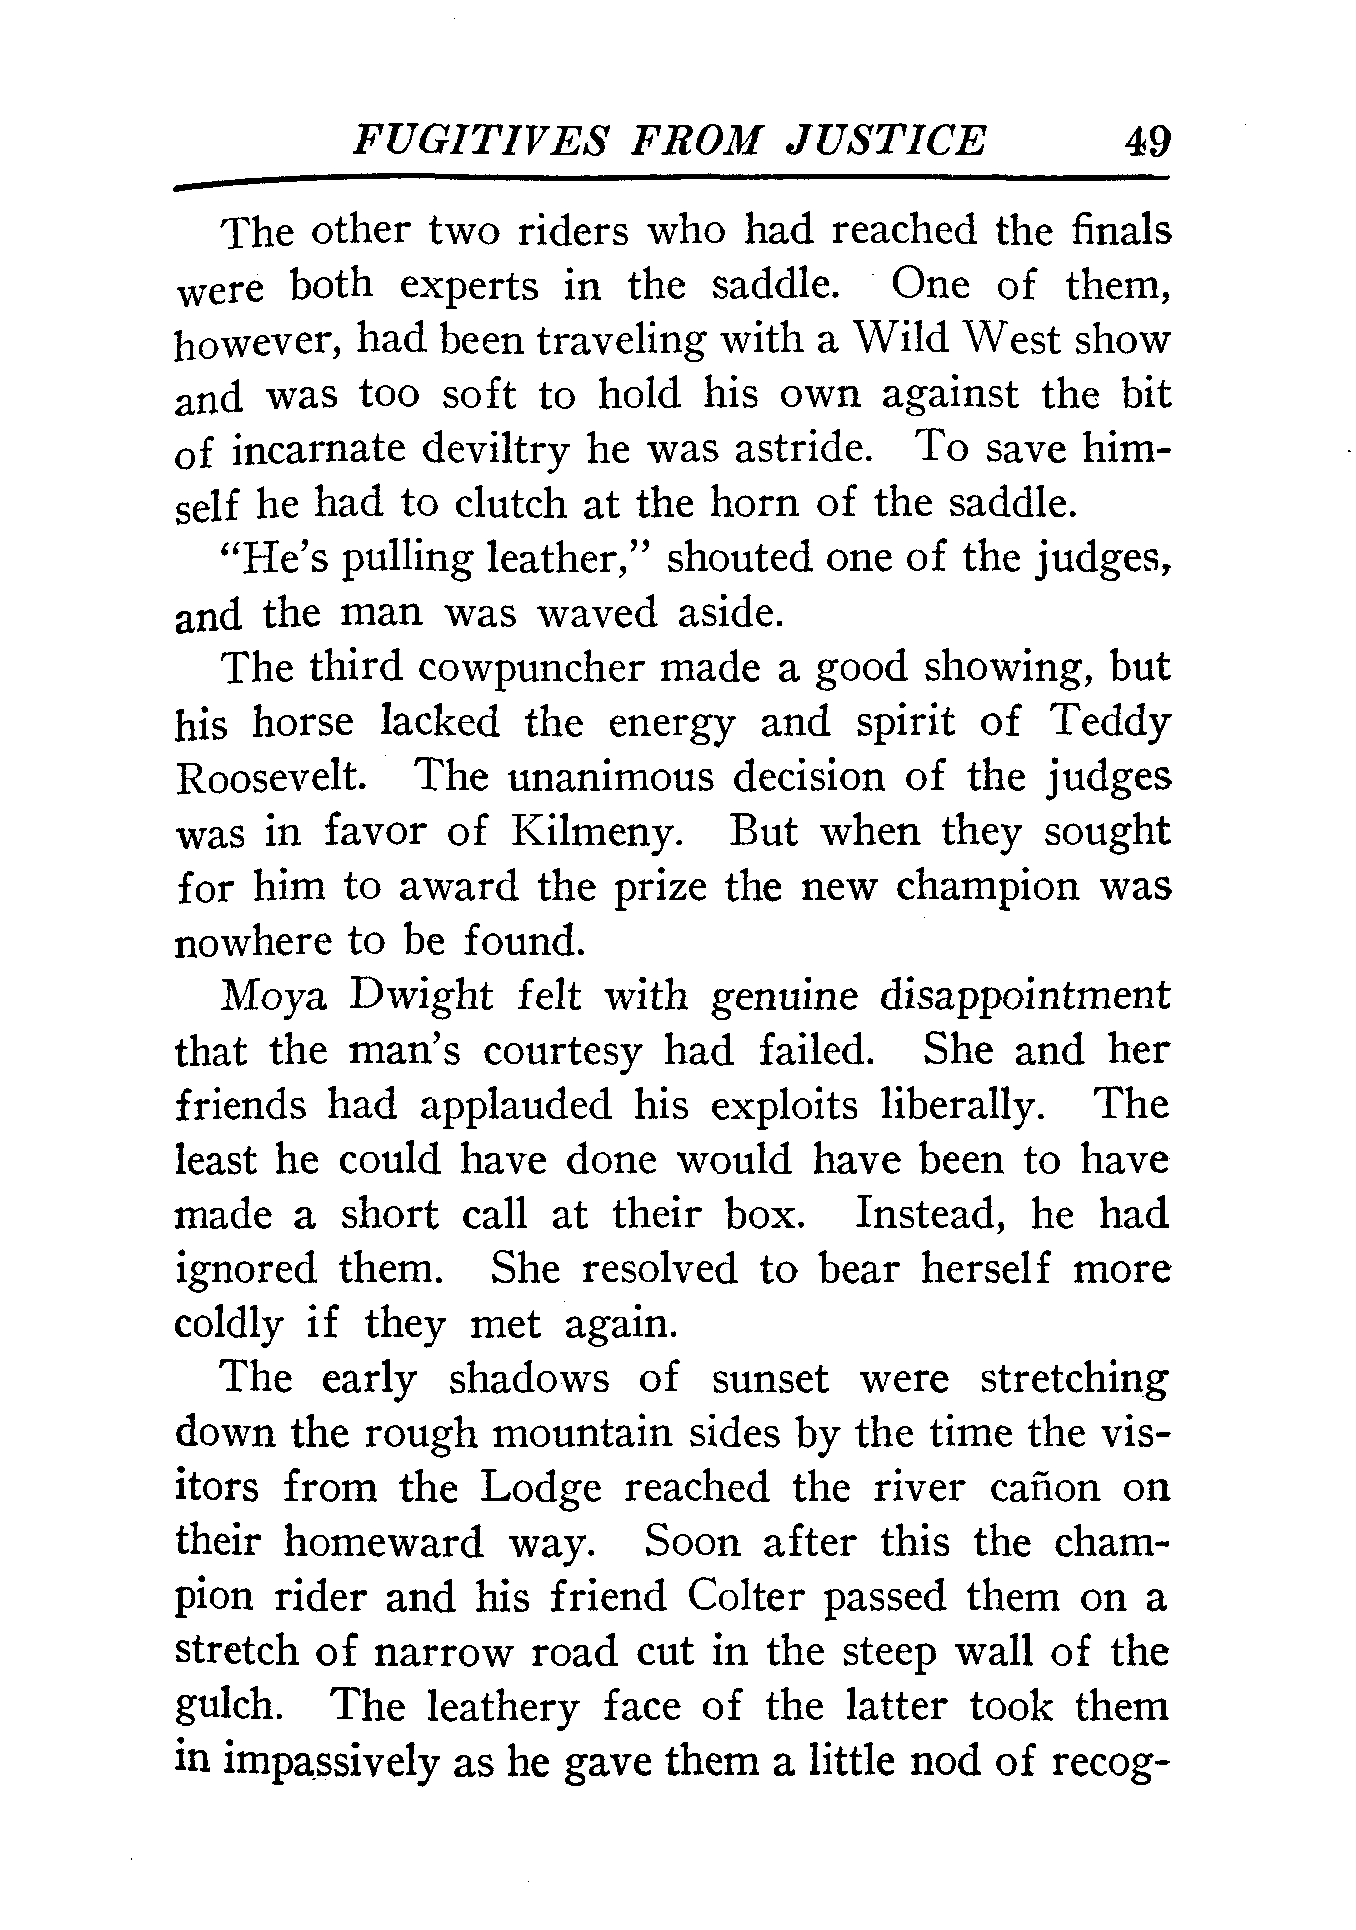 FUGITIVES FROM JUSTICE 49
The other two riders who had reached the finals
were both experts in the saddle. One of them,
however, had been traveling with a Wild West show
and was too soft to hold his own against the bit
of incarnate deviltry he was astride. To save him-
self he had to clutch at the horn of the saddle.
“He’s pulling leather,” shouted one of the judges,
and the man was waved aside.
The third cowpuncher made a good showing, but
his horse lacked the energy and spirit of Teddy
Roosevelt. The unanimous decision of the judges
was in favor of Kilmeny. But when they sought
for him to award the prize the new champion was
nowhere to be found.
Moya Dwight felt with genuine disappointment
that the man’s courtesy had failed. She and her
friends had applauded his exploits liberally. The
least he could have done would have been to have
made a short call at their box. Instead, he had
ignored them. She resolved to bear herself more
coldly if they met again.
The early shadows of sunset were stretching
down the rough mountain sides by the time the vis-
itors from the Lodge reached the river cañon on
their homeward way. Soon after this the cham-
pion rider and his friend Colter passed them on a
stretch of narrow road cut in the steep wall of the
gulch. The leathery face of the latter took them
in impassively as he gave them a little nod of recog-